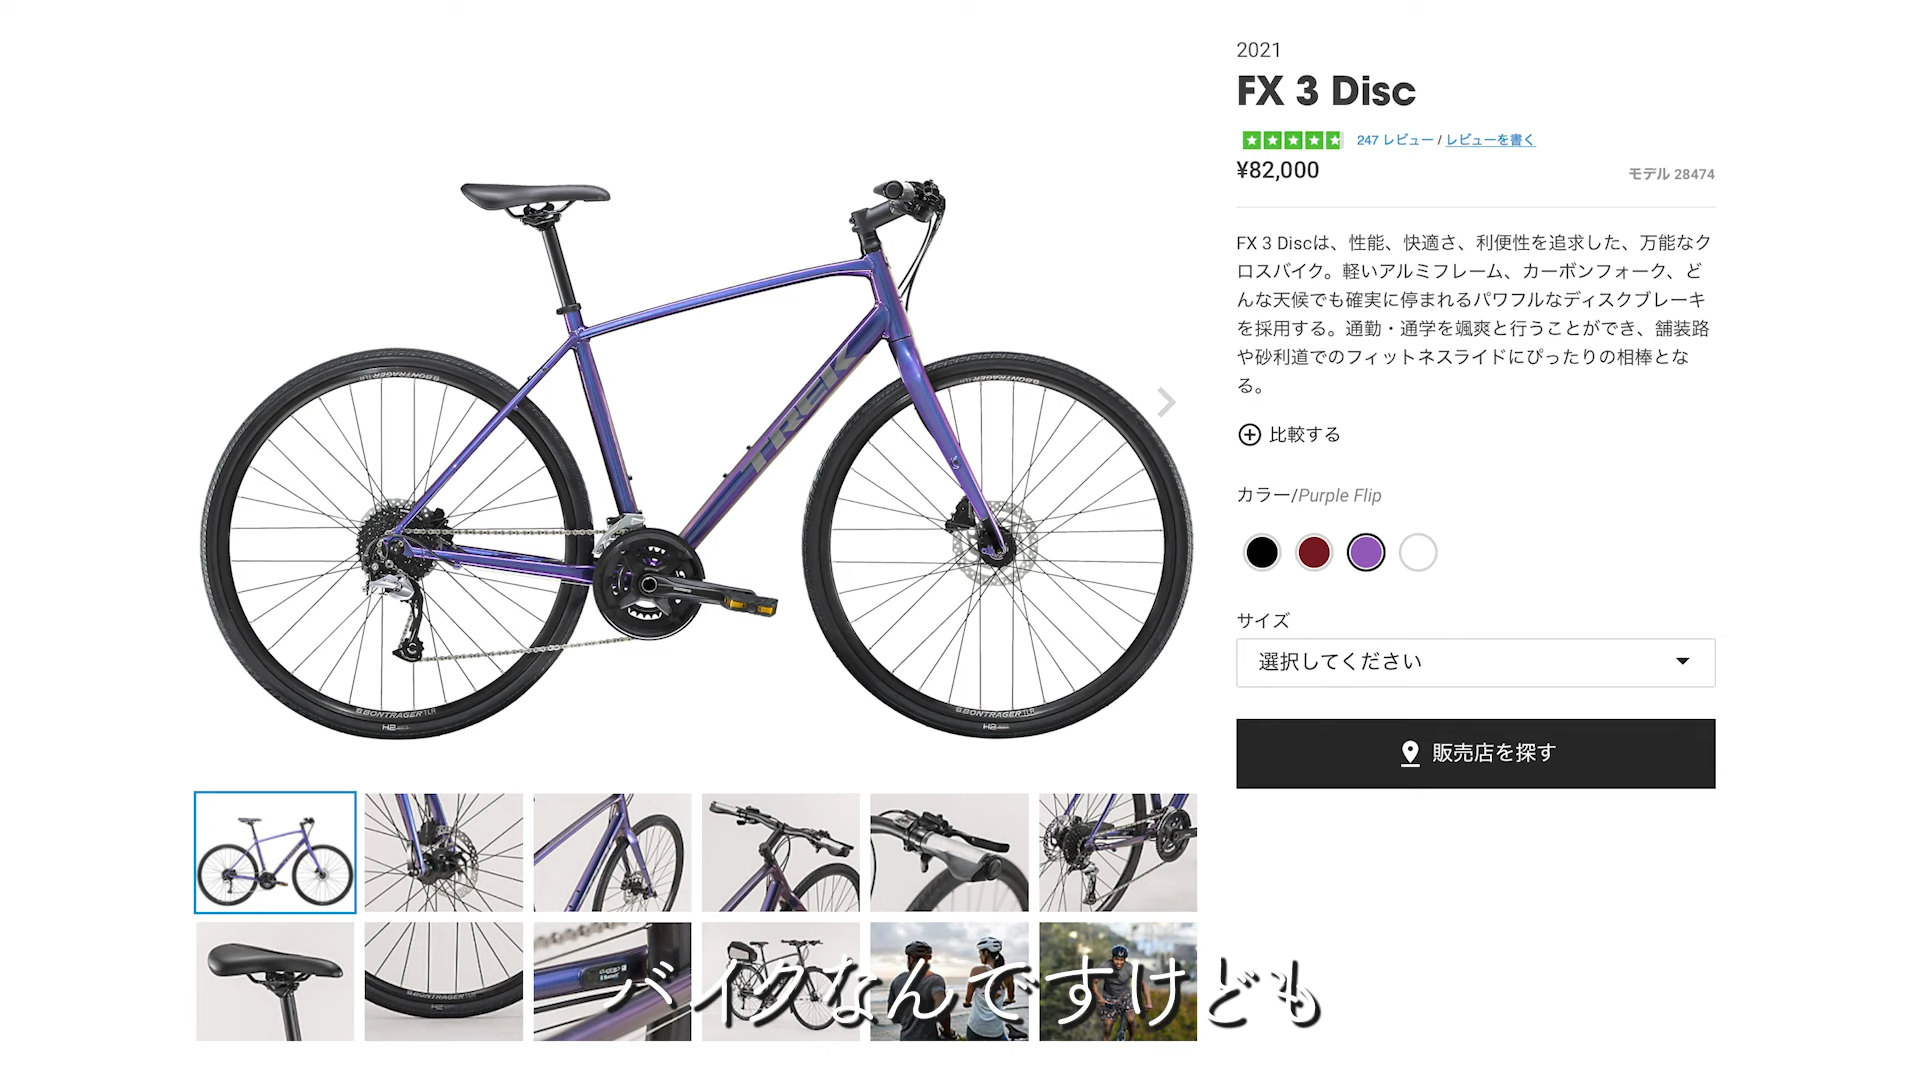 2021
FX 3 Disc
247 レビュー / レビューを書く
¥82,000
モデル 28474
FX 3 Discは、性能、快適さ、利便性を追求した、万能なク
ロスバイク。軽いアルミフレーム、カーボンフォーク、ど
んな天候でも確実に停まれるパワフルなディスクブレーキ
を採用する。通勤・通学を颯爽と行うことができ、舗装路
や砂利道でのフィットネスライドにぴったりの相棒とな
る。
比較する
カラー/Purple Flip
サイズ
選択してください
販売店を探す
TREK
BONTRAGER TLR
H2
BONTRAGER TLR
H2
バイクなんですけども